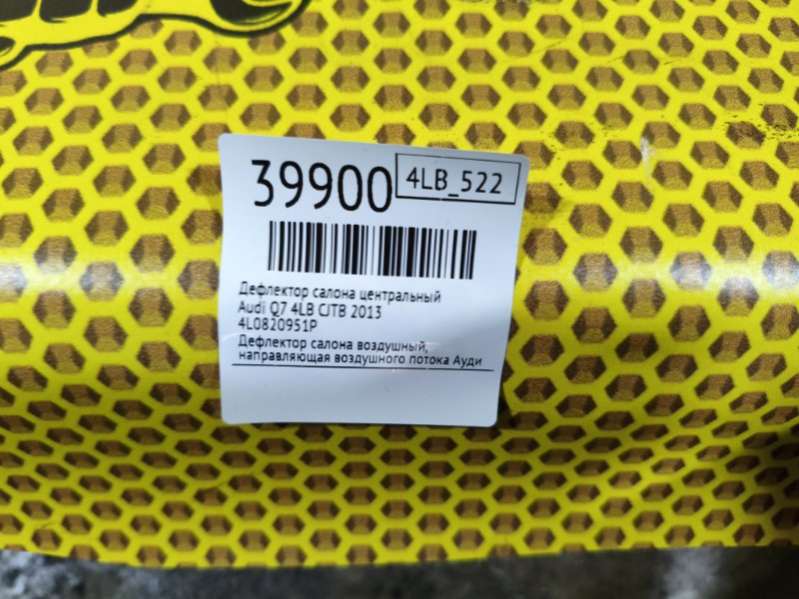 39900
4LB_522
Дефлектор салона центральный
Audi Q7 4LB CJTB 2013
4L0820951P
Дефлектор салона воздушный,
направляющая воздушного потока Ауди